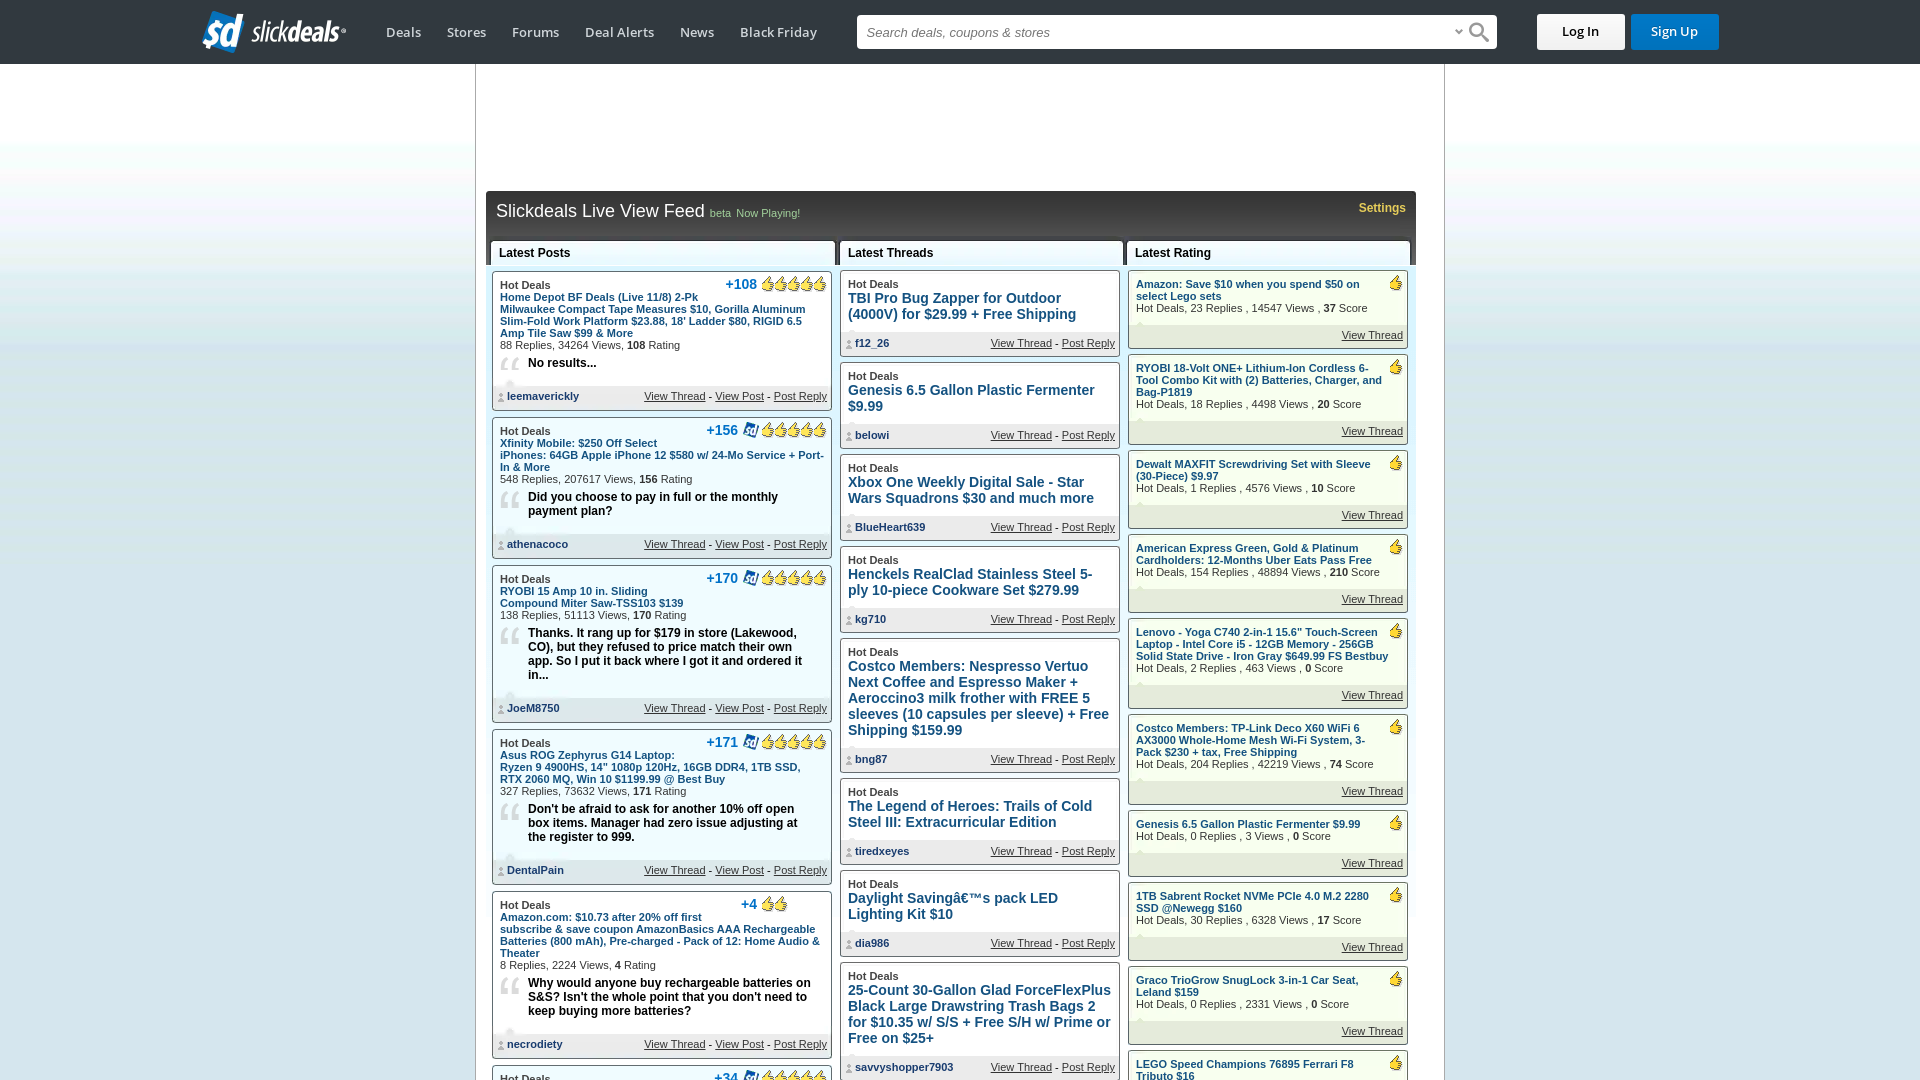 slickdeals
Deals
Stores
Forums
Deal Alerts
News
Black Friday
Search deals, coupons & stores
Log In
Sign Up
Slickdeals Live View Feed beta Now Playing!
Settings
Latest Posts
Hot Deals
+108
Home Depot BF Deals (Live 11/8) 2-Pk
Milwaukee Compact Tape Measures $10, Gorilla Aluminum
Slim-Fold Work Platform $23.88, 18' Ladder $80, RIGID 6.5
Amp Tile Saw $99 & More
88 Replies, 34264 Views, 108 Rating
No results...
leemaverickly
View Thread - View Post - Post Reply
Hot Deals
+156
Xfinity Mobile: $250 Off Select
iPhones: 64GB Apple iPhone 12 $580 w/ 24-Mo Service + Port-
In & More
548 Replies, 207617 Views, 156 Rating
Did you choose to pay in full or the monthly
payment plan?
athenacoco
View Thread - View Post - Post Reply
Hot Deals
+170
RYOBI 15 Amp 10 in. Sliding
Compound Miter Saw-TSS103 $139
138 Replies, 51113 Views, 170 Rating
Thanks. It rang up for $179 in store (Lakewood,
CO), but they refused to price match their own
app. So I put it back where I got it and ordered it
in...
JoeM8750
View Thread - View Post - Post Reply
Hot Deals
+171
Asus ROG Zephyrus G14 Laptop:
Ryzen 9 4900HS, 14" 1080p 120Hz, 16GB DDR4, 1TB SSD,
RTX 2060 MQ, Win 10 $1199.99 @ Best Buy
327 Replies, 73632 Views, 171 Rating
Don't be afraid to ask for another 10% off open
box items. Manager had zero issue adjusting at
the register to 999.
DentalPain
View Thread - View Post - Post Reply
Hot Deals
+4
Amazon.com: $10.73 after 20% off first
subscribe & save coupon AmazonBasics AAA Rechargeable
Batteries (800 mAh), Pre-charged - Pack of 12: Home Audio &
Theater
8 Replies, 2224 Views, 4 Rating
Why would anyone buy rechargeable batteries on
S&S? Isn't the whole point that you don't need to
keep buying more batteries?
necrodiety
View Thread - View Post - Post Reply
Hot Deals
+34
Latest Threads
Hot Deals
TBI Pro Bug Zapper for Outdoor
(4000V) for $29.99 + Free Shipping
f12_26
View Thread - Post Reply
Hot Deals
Genesis 6.5 Gallon Plastic Fermenter
$9.99
belowi
View Thread - Post Reply
Hot Deals
Xbox One Weekly Digital Sale - Star
Wars Squadrons $30 and much more
BlueHeart639
View Thread - Post Reply
Hot Deals
Henckels RealClad Stainless Steel 5-
ply 10-piece Cookware Set $279.99
kg710
View Thread - Post Reply
Hot Deals
Costco Members: Nespresso Vertuo
Next Coffee and Espresso Maker +
Aeroccino3 milk frother with FREE 5
sleeves (10 capsules per sleeve) + Free
Shipping $159.99
bng87
View Thread - Post Reply
Hot Deals
The Legend of Heroes: Trails of Cold
Steel III: Extracurricular Edition
tiredxeyes
View Thread - Post Reply
Hot Deals
Daylight Savingâ€™s pack LED
Lighting Kit $10
dia986
View Thread - Post Reply
Hot Deals
25-Count 30-Gallon Glad ForceFlexPlus
Black Large Drawstring Trash Bags 2
for $10.35 w/ S/S + Free S/H w/ Prime or
Free on $25+
savvyshopper7903
View Thread - Post Reply
Latest Rating
Amazon: Save $10 when you spend $50 on
select Lego sets
Hot Deals, 23 Replies , 14547 Views , 37 Score
View Thread
RYOBI 18-Volt ONE+ Lithium-Ion Cordless 6-
Tool Combo Kit with (2) Batteries, Charger, and
Bag-P1819
Hot Deals, 18 Replies , 4498 Views , 20 Score
View Thread
Dewalt MAXFIT Screwdriving Set with Sleeve
(30-Piece) $9.97
Hot Deals, 1 Replies , 4576 Views , 10 Score
View Thread
American Express Green, Gold & Platinum
Cardholders: 12-Months Uber Eats Pass Free
Hot Deals, 154 Replies , 48894 Views , 210 Score
View Thread
Lenovo - Yoga C740 2-in-1 15.6" Touch-Screen
Laptop - Intel Core i5 - 12GB Memory - 256GB
Solid State Drive - Iron Gray $649.99 FS Bestbuy
Hot Deals, 2 Replies , 463 Views , 0 Score
View Thread
Costco Members: TP-Link Deco X60 WiFi 6
AX3000 Whole-Home Mesh Wi-Fi System, 3-
Pack $230 + tax, Free Shipping
Hot Deals, 204 Replies , 42219 Views , 74 Score
View Thread
Genesis 6.5 Gallon Plastic Fermenter $9.99
Hot Deals, 0 Replies , 3 Views , 0 Score
View Thread
1TB Sabrent Rocket NVMe PCIe 4.0 M.2 2280
SSD @Newegg $160
Hot Deals, 30 Replies , 6328 Views , 17 Score
View Thread
Graco TrioGrow SnugLock 3-in-1 Car Seat,
Leland $159
Hot Deals, 0 Replies , 2331 Views , 0 Score
View Thread
LEGO Speed Champions 76895 Ferrari F8
Tributo $16